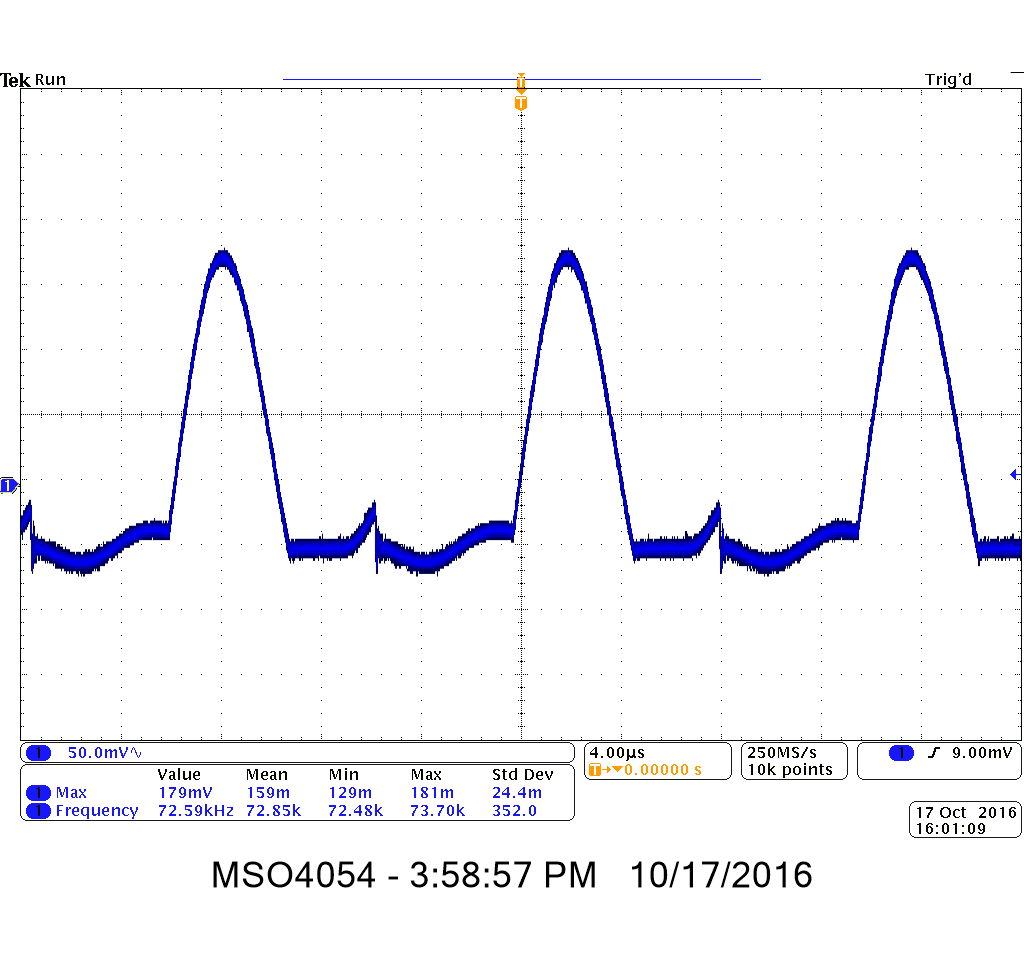 Tek Run Trig'd
T
T
1
1 50.0mV∿ 4.00µs 250MS/s 1 ƒ 9.00mV
T→▼0.00000 s 10k points
Value Mean Min Max Std Dev
1 Max 179mV 159m 129m 181m 24.4m
1 Frequency 72.59kHz 72.85k 72.48k 73.70k 352.0
17 Oct 2016
16:01:09
MSO4054 - 3:58:57 PM 10/17/2016